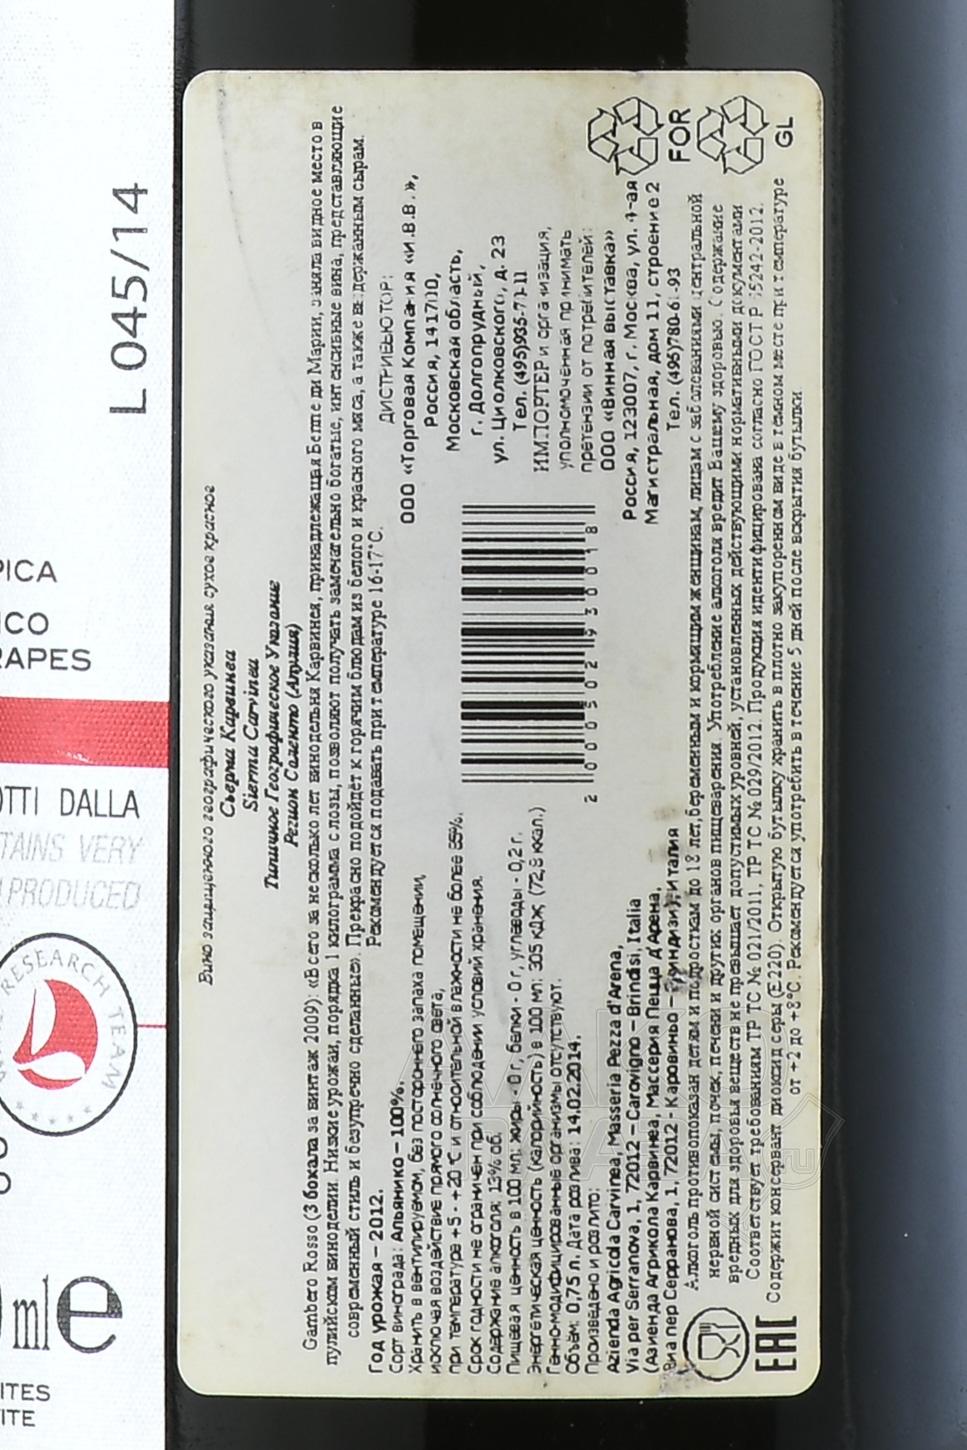 Вино защищенного географического указания сухое красное
Сьерма Карвинеа
Sierma Carvinea
Типичное Географическое Указание
Регион Саленто (Апулия)
Gambero Rosso (3 бокала за винтаж 2009): «Всего за несколько лет винодельня Карвинея, принадлежащая Беппе ди Марии, заняла видное место в
пулийском виноделии. Низкие урожаи, порядка 1 килограмма с лозы, позволяют получать замечательно богатые, интенсивные вина, представляющие
современный стиль и безупречно сделанные». Прекрасно подойдет к горячим блюдам из белого и красного мяса, а также выдержанным сырам.
Рекомендуется подавать при температуре 16-17°С.
Год урожая – 2012.
Сорт винограда: Альянико – 100%.
Хранить в вентилируемом, без постороннего запаха помещении,
исключая воздействие прямого солнечного света,
при температуре +5 - +20 °С и относительной влажности не более 85%.
Срок годности не ограничен при соблюдении условий хранения.
Содержание алкоголя: 13% об.
Пищевая ценность в 100 мл: жиры - 0 г, белки - 0 г, углеводы - 0,2 г.
Энергетическая ценность (калорийность) в 100 мл: 305 кДж, (72,8 ккал.)
Генно-модифицированные организмы отсутствуют.
Объем: 0,75 л. Дата розлива: 14.02.2014.
Произведено и розлито:
Azienda Agricola Carvinea, Masseria Pezza d'Arena,
Via per Serranova, 1, 72012 – Carovigno – Brindisi, Italia
(Азиенда Агрикола Карвинеа, Массерия Пецца д'Арена,
Виа пер Серранова, 1, 72012 - Каровиньо – Бриндизи), Италия
2 000502 930018
ДИСТРИБЬЮТОР:
ООО «Торговая Компания «И.В.В.»,
Россия, 141700,
Московская область,
г. Долгопрудный,
ул. Циолковского, д. 23
Тел. (495)935-71-11
ИМПОРТЕР и организация,
уполномоченная принимать
претензии от потребителей:
ООО «Винная выставка»
Россия, 123007, г. Москва, ул. 4-ая
Магистральная, дом 11, строение 2
Тел. (495)780-6 -93
FOR
GL
Алкоголь противопоказан детям и подросткам до 18 лет, беременным и кормящим женщинам, лицам с заболеваниями центральной
нервной системы, почек, печени и других органов пищеварения. Употребление алкоголя вредит Вашему здоровью. Содержание
вредных для здоровья веществ не превышает допустимых уровней, установленных действующими нормативными документами
Соответствует требованиям ТР ТС № 021/2011, ТР ТС № 029/2012. Продукция идентифицирована согласно ГОСТ Р 55242-2012.
Содержит консервант диоксид серы (Е220). Открытую бутылку хранить в плотно закупоренном виде в темном месте при температуре
от +2 до +8°С. Рекомендуется употребить в течение 5 дней после вскрытия бутылки.
EAC
L 045/14
PICA
ICO
RAPES
OTTI DALLA
TAINS VERY
PRODUCED
RESEARCH TEAM
ml e
ITES
ITE